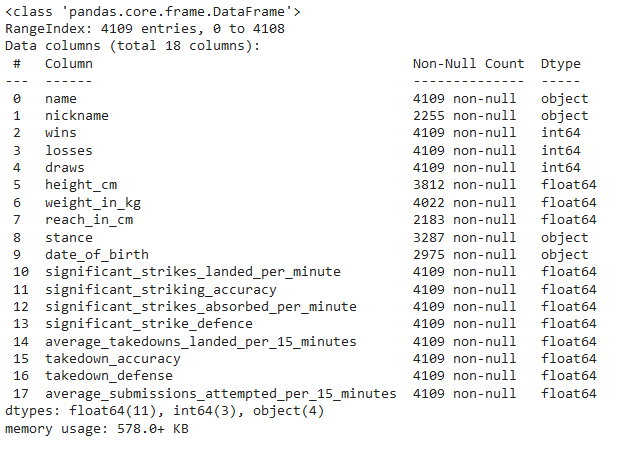 <class 'pandas.core.frame.DataFrame'>
RangeIndex: 4109 entries, 0 to 4108
Data columns (total 18 columns):
 #   Column                                       Non-Null Count  Dtype
---  ------                                       --------------  -----
 0   name                                         4109 non-null   object
 1   nickname                                     2255 non-null   object
 2   wins                                         4109 non-null   int64
 3   losses                                       4109 non-null   int64
 4   draws                                        4109 non-null   int64
 5   height_cm                                    3812 non-null   float64
 6   weight_in_kg                                 4022 non-null   float64
 7   reach_in_cm                                  2183 non-null   float64
 8   stance                                       3287 non-null   object
 9   date_of_birth                                2975 non-null   object
 10  significant_strikes_landed_per_minute        4109 non-null   float64
 11  significant_striking_accuracy                4109 non-null   float64
 12  significant_strikes_absorbed_per_minute      4109 non-null   float64
 13  significant_strike_defence                   4109 non-null   float64
 14  average_takedowns_landed_per_15_minutes      4109 non-null   float64
 15  takedown_accuracy                            4109 non-null   float64
 16  takedown_defense                             4109 non-null   float64
 17  average_submissions_attempted_per_15_minutes  4109 non-null   float64
dtypes: float64(11), int64(3), object(4)
memory usage: 578.0+ KB